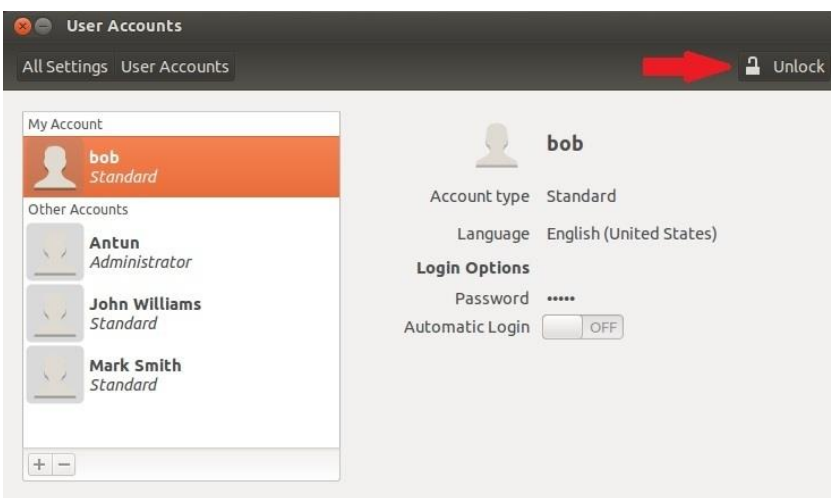 User Accounts
All Settings User Accounts Unlock
My Account
bob
Standard
Other Accounts
Antun
Administrator
John Williams
Standard
Mark Smith
Standard
bob
Account type Standard
Language English (United States)
Login Options
Password •••••
Automatic Login OFF